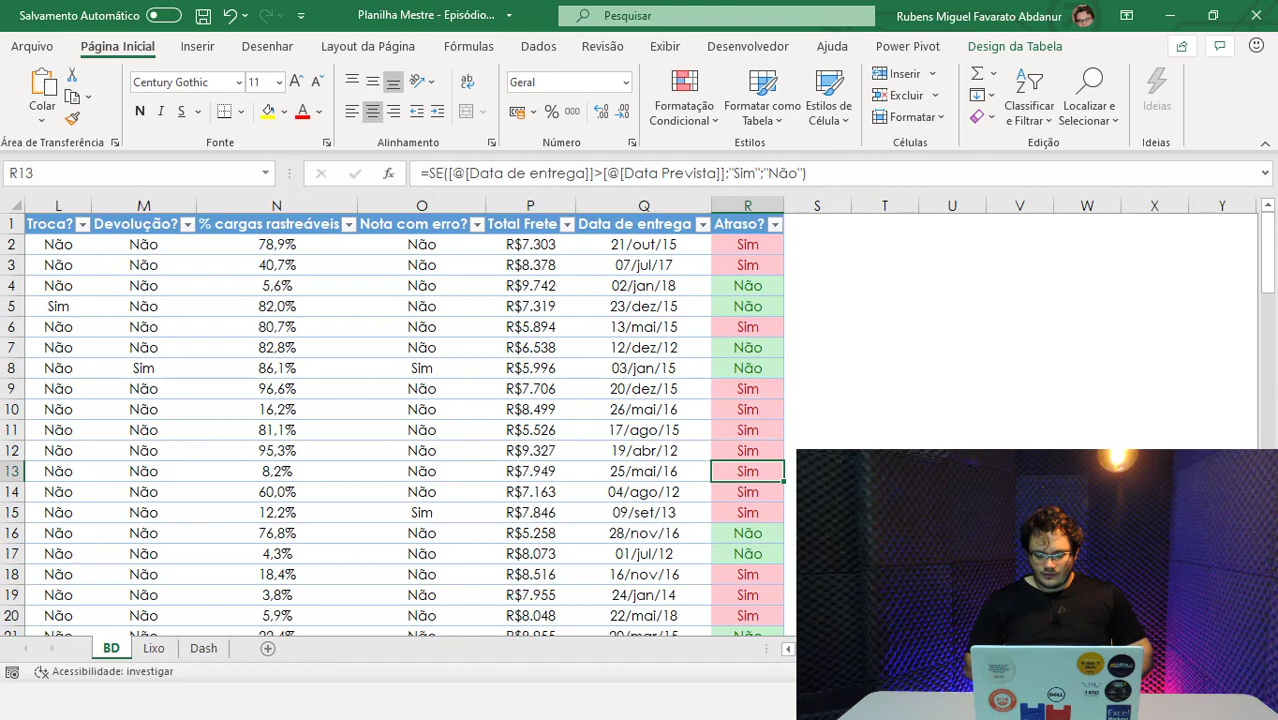 Salvamento Automático
Planilha Mestre - Episódio...
Pesquisar
Rubens Miguel Favarato Abdanur
Arquivo Página Inicial Inserir Desenhar Layout da Página Fórmulas Dados Revisão Exibir Desenvolvedor Ajuda Power Pivot Design da Tabela
Colar
Área de Transferência
Century Gothic 11
N I S
Fonte
Alinhamento
Geral
% 000
Número
Formatação Condicional
Formatar como Tabela
Estilos de Célula
Estilos
Inserir
Excluir
Formatar
Células
Classificar e Filtrar
Localizar e Selecionar
Edição
Ideias
Ideias
R13 fx =SE([@[Data de entrega]]>[@[Data Prevista]];"Sim";"Não")
L M N O P Q R S T U V W X Y
1 Troca? Devolução? % cargas rastreáveis Nota com erro? Total Frete Data de entrega Atraso?
2 Não Não 78,9% Não R$7.303 21/out/15 Sim
3 Não Não 40,7% Não R$8.378 07/jul/17 Sim
4 Não Não 5,6% Não R$9.742 02/jan/18 Não
5 Sim Não 82,0% Não R$7.319 23/dez/15 Não
6 Não Não 80,7% Não R$5.894 13/mai/15 Sim
7 Não Não 82,8% Não R$6.538 12/dez/12 Não
8 Não Sim 86,1% Sim R$5.996 03/jan/15 Não
9 Não Não 96,6% Não R$7.706 20/dez/15 Sim
10 Não Não 16,2% Não R$8.499 26/mai/16 Sim
11 Não Não 81,1% Não R$5.526 17/ago/15 Sim
12 Não Não 95,3% Não R$9.327 19/abr/12 Sim
13 Não Não 8,2% Não R$7.949 25/mai/16 Sim
14 Não Não 60,0% Não R$7.163 04/ago/12 Sim
15 Não Não 12,2% Sim R$7.846 09/set/13 Sim
16 Não Não 76,8% Não R$5.258 28/nov/16 Não
17 Não Não 4,3% Não R$8.073 01/jul/12 Não
18 Não Não 18,4% Não R$8.516 16/nov/16 Sim
19 Não Não 3,8% Não R$7.955 24/jan/14 Sim
20 Não Não 5,9% Não R$8.048 22/mai/18 Sim
21 Não Não Não Não
BD Lixo Dash
Acessibilidade: investigar
DELL
Excel